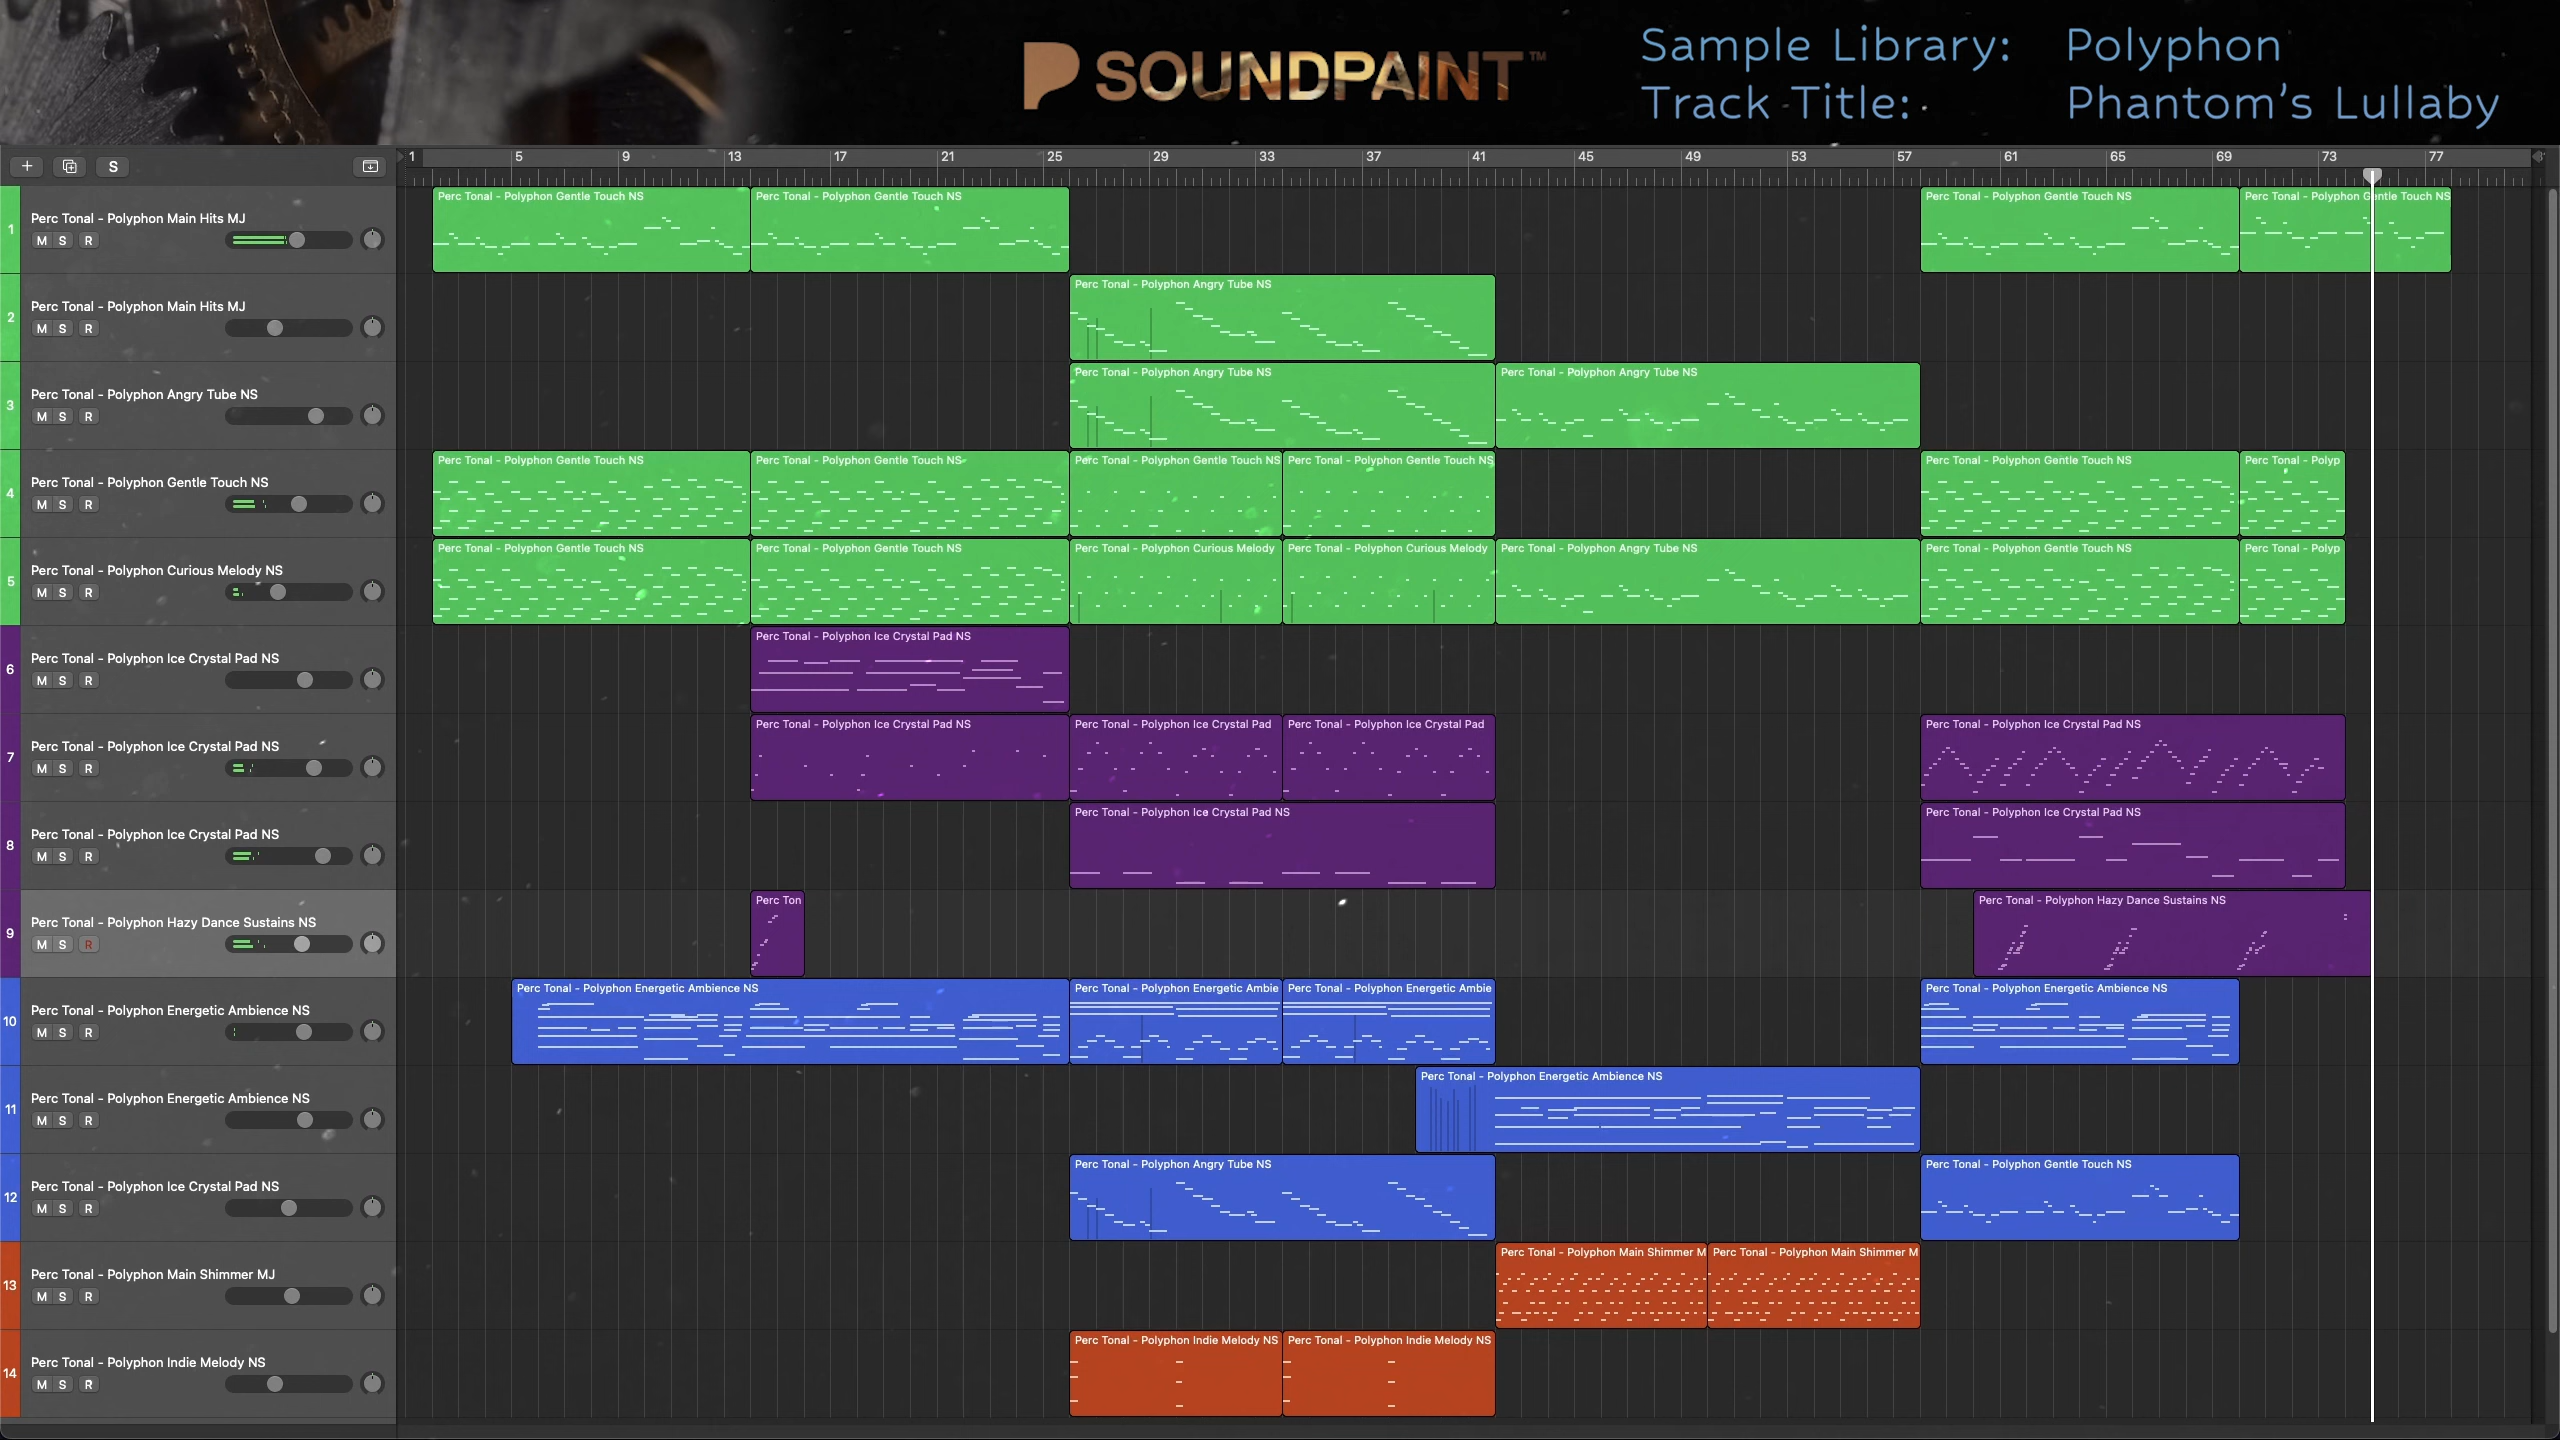 SOUNDPAINT™
Sample Library: Polyphon
Track Title: Phantom's Lullaby
+ S 1 5 9 13 17 21 25 29 33 37 41 45 49 53 57 61 65 69 73 77
1 Perc Tonal - Polyphon Main Hits MJ
M S R
Perc Tonal - Polyphon Gentle Touch NS Perc Tonal - Polyphon Gentle Touch NS Perc Tonal - Polyphon Gentle Touch NS Perc Tonal - Polyphon Gentle Touch NS
2 Perc Tonal - Polyphon Main Hits MJ
M S R
Perc Tonal - Polyphon Angry Tube NS
3 Perc Tonal - Polyphon Angry Tube NS
M S R
Perc Tonal - Polyphon Angry Tube NS Perc Tonal - Polyphon Angry Tube NS
4 Perc Tonal - Polyphon Gentle Touch NS
M S R
Perc Tonal - Polyphon Gentle Touch NS Perc Tonal - Polyphon Gentle Touch NS Perc Tonal - Polyphon Gentle Touch NS Perc Tonal - Polyphon Gentle Touch NS Perc Tonal - Polyphon Gentle Touch NS Perc Tonal - Polyp
5 Perc Tonal - Polyphon Curious Melody NS
M S R
Perc Tonal - Polyphon Gentle Touch NS Perc Tonal - Polyphon Gentle Touch NS Perc Tonal - Polyphon Curious Melody Perc Tonal - Polyphon Curious Melody Perc Tonal - Polyphon Angry Tube NS Perc Tonal - Polyphon Gentle Touch NS Perc Tonal - Polyp
6 Perc Tonal - Polyphon Ice Crystal Pad NS
M S R
Perc Tonal - Polyphon Ice Crystal Pad NS
7 Perc Tonal - Polyphon Ice Crystal Pad NS
M S R
Perc Tonal - Polyphon Ice Crystal Pad NS Perc Tonal - Polyphon Ice Crystal Pad Perc Tonal - Polyphon Ice Crystal Pad Perc Tonal - Polyphon Ice Crystal Pad NS
8 Perc Tonal - Polyphon Ice Crystal Pad NS
M S R
Perc Tonal - Polyphon Ice Crystal Pad NS Perc Tonal - Polyphon Ice Crystal Pad NS
9 Perc Tonal - Polyphon Hazy Dance Sustains NS
M S R
Perc Ton Perc Tonal - Polyphon Hazy Dance Sustains NS
10 Perc Tonal - Polyphon Energetic Ambience NS
M S R
Perc Tonal - Polyphon Energetic Ambience NS Perc Tonal - Polyphon Energetic Ambie Perc Tonal - Polyphon Energetic Ambie Perc Tonal - Polyphon Energetic Ambience NS
11 Perc Tonal - Polyphon Energetic Ambience NS
M S R
Perc Tonal - Polyphon Energetic Ambience NS
12 Perc Tonal - Polyphon Ice Crystal Pad NS
M S R
Perc Tonal - Polyphon Angry Tube NS Perc Tonal - Polyphon Gentle Touch NS
13 Perc Tonal - Polyphon Main Shimmer MJ
M S R
Perc Tonal - Polyphon Main Shimmer M Perc Tonal - Polyphon Main Shimmer M
14 Perc Tonal - Polyphon Indie Melody NS
M S R
Perc Tonal - Polyphon Indie Melody NS Perc Tonal - Polyphon Indie Melody NS